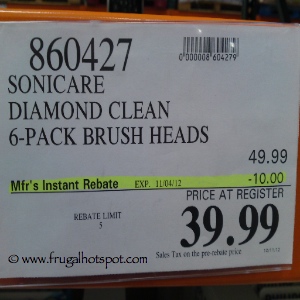 860427
0000008604279
SONICARE
DIAMOND CLEAN
6-PACK BRUSH HEADS
49.99
Mfr's Instant Rebate EXP. 11/04/12 -10.00
PRICE AT REGISTER
REBATE LIMIT
5
39.99
Sales Tax on the pre-rebate price
www.frugalhotspot.com